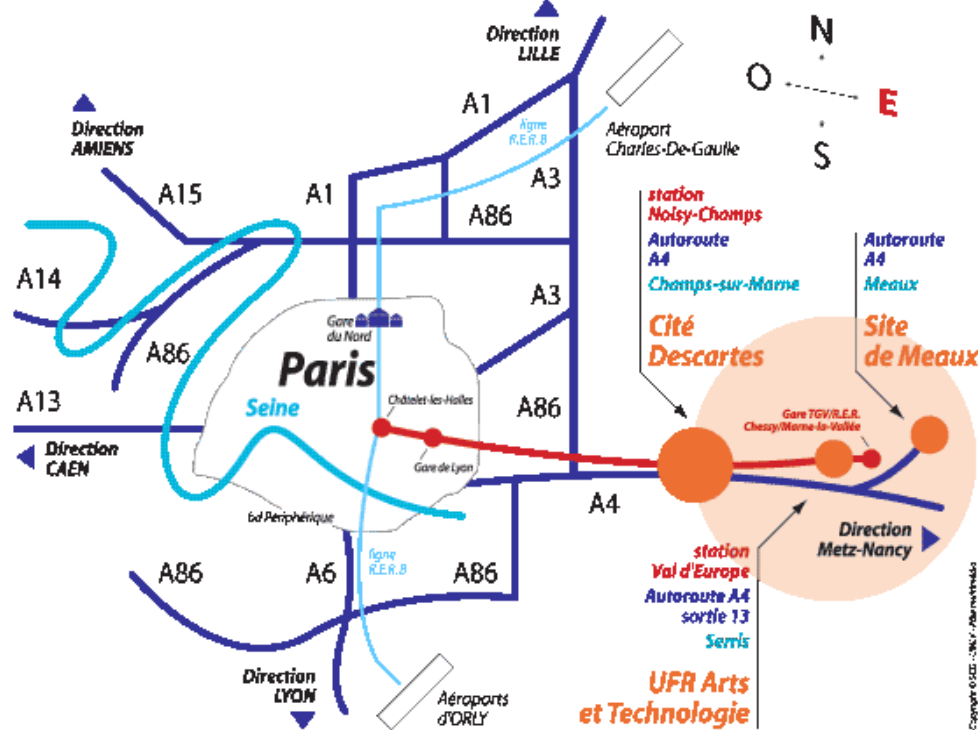 Direction
LILLE
N
O
E
S
A1
ligne
R.E.R. B
Aéroport
Charles-De-Gaulle
Direction
AMIENS
A15
A1
A3
A86
station
Noisy-Champs
Autoroute
A4
Champs-sur-Marne
Cité
Descartes
Autoroute
A4
Meaux
Site
de Meaux
A14
A86
A3
Gare
du Nord
Paris
Seine
Châtelet-les-Halles
Gare de Lyon
A13
Direction
CAEN
A86
Gare TGV/R.E.R.
Chessy/Marne-la-Vallée
bd Périphérique
A4
Direction
Metz-Nancy
ligne
R.E.R. B
A86
A6
A86
station
Val d'Europe
Autoroute A4
sortie 13
Serris
UFR Arts
et Technologie
Direction
LYON
Aéroports
d'ORLY